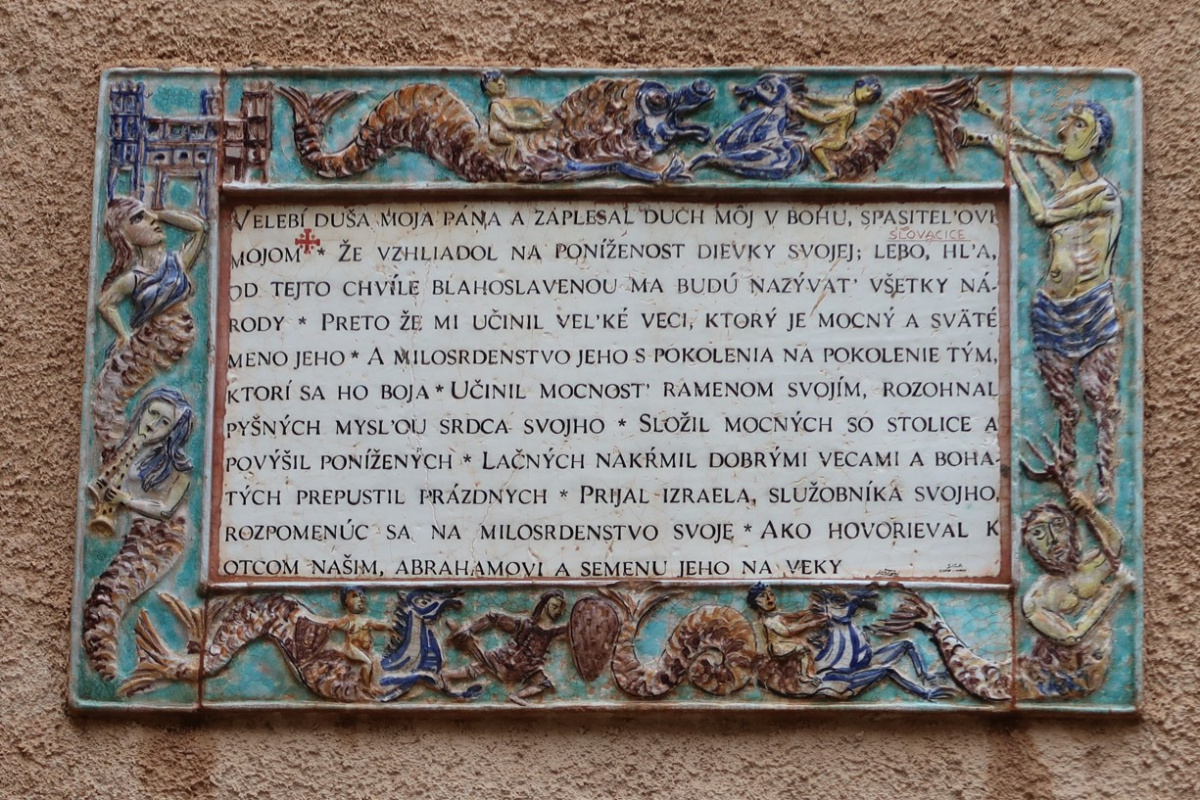 VELEBÍ DUŠA MOJA PÁNA A ZAPLESAL DUCH MÔJ V BOHU, SPASITEL'OVI
SLOVACICE
MOJOM * ŽE VZHLIADOL NA PONÍŽENOST DIEVKY SVOJEJ; LEBO, HL'A,
OD TEJTO CHVÍLE BLAHOSLAVENOU MA BUDÚ NAZÝVAT' VŠETKY NÁ-
RODY * PRETO ŽE MI UČINIL VEL'KÉ VECI, KTORÝ JE MOCNÝ A SVÄTÉ
MENO JEHO * A MILOSRDENSTVO JEHO S POKOLENIA NA POKOLENIE TÝM,
KTORÍ SA HO BOJA * UČINIL MOCNOST' RAMENOM SVOJÍM, ROZOHNAL
PYŠNÝCH MYSL'OU SRDCA SVOJHO * SLOŽIL MOCNÝCH SO STOLICE A
POVÝŠIL PONÍŽENÝCH * LAČNÝCH NAKŔMIL DOBRÝMI VECAMI A BOHA-
TÝCH PREPUSTIL PRÁZDNYCH * PRIJAL IZRAELA, SLUŽOBNÍKA SVOJHO,
ROZPOMENÚC SA NA MILOSRDENSTVO SVOJE * AKO HOVORIEVAL K
OTCOM NAŠIM, ABRAHAMOVI A SEMENU JEHO NA VEKY